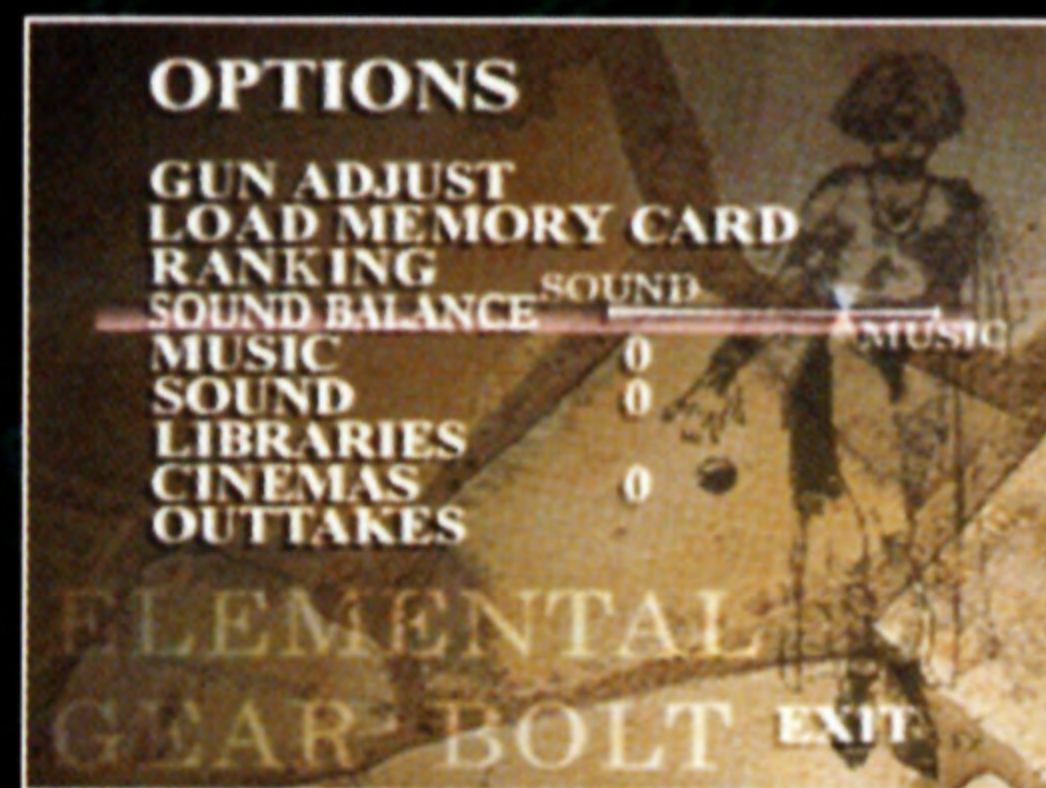 OPTIONS
GUN ADJUST
LOAD MEMORY CARD
RANKING
SOUND BALANCE SOUND MUSIC
MUSIC 0
SOUND 0
LIBRARIES
CINEMAS 0
OUTTAKES
ELEMENTAL
GEAR BOLT
EXIT